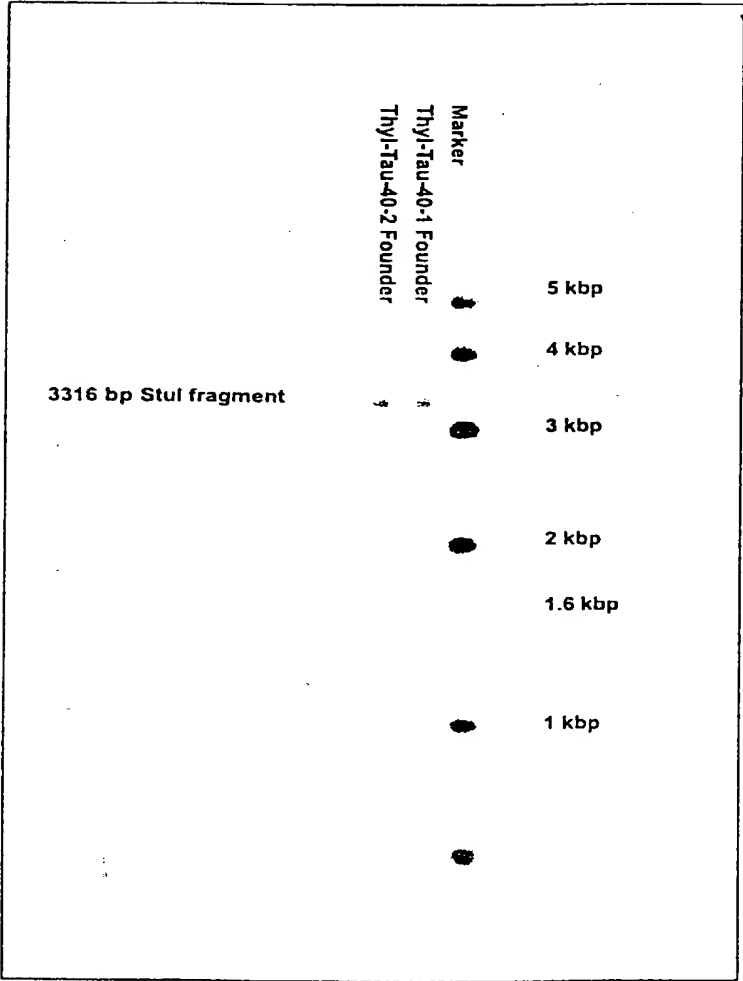 Marker
Thyl-Tau-40-1 Founder
Thyl-Tau-40-2 Founder
5 kbp
4 kbp
3316 bp StuI fragment
3 kbp
2 kbp
1.6 kbp
1 kbp